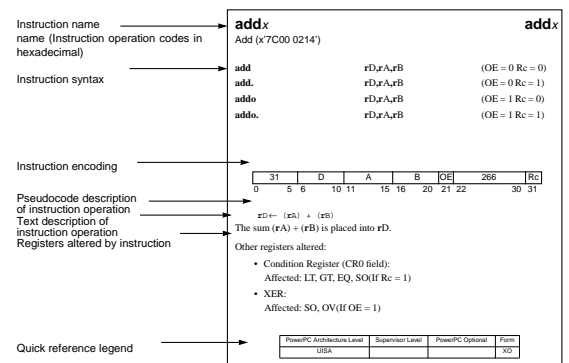 Instruction name
name (Instruction operation codes in
hexadecimal)
Instruction syntax
Instruction encoding
Pseudocode description
of instruction operation
Text description of
instruction operation
Registers altered by instruction
Quick reference legend
addx addx
Add (x'7C00 0214')
add rD,rA,rB (OE = 0 Rc = 0)
add. rD,rA,rB (OE = 0 Rc = 1)
addo rD,rA,rB (OE = 1 Rc = 0)
addo. rD,rA,rB (OE = 1 Rc = 1)
31 D A B OE 266 Rc
0 5 6 10 11 15 16 20 21 22 30 31
rD← (rA) + (rB)
The sum (rA) + (rB) is placed into rD.
Other registers altered:
• Condition Register (CR0 field):
Affected: LT, GT, EQ, SO(If Rc = 1)
• XER:
Affected: SO, OV(If OE = 1)
PowerPC Architecture Level Supervisor Level PowerPC Optional Form
UISA XO